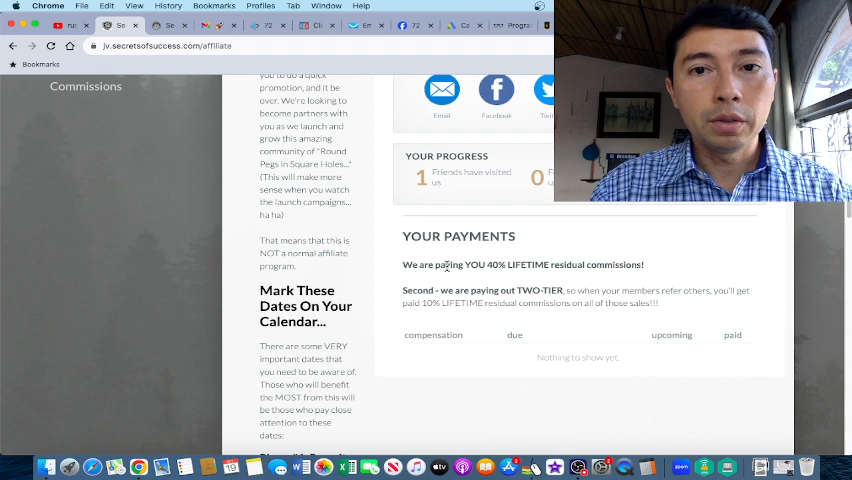 Chrome File Edit View History Bookmarks Profiles Tab Window Help
Se 72 Cli Em 72 Ca Progra
jv.secretsofsuccess.com/affiliate
Bookmarks
Commissions
you to do a quick
promotion, and it be
over. We're looking to
become partners with
you as we launch and
grow this amazing
community of "Round
Pegs in Square Holes..."
(This will make more
sense when you watch
the launch campaigns...
ha ha)
That means that this is
NOT a normal affiliate
program.
Mark These
Dates On Your
Calendar...
There are some VERY
important dates that
you need to be aware of.
Those who will benefit
the MOST from this will
be those who pay close
attention to these
dates:
Email Facebook Twit
YOUR PROGRESS
1 Friends have visited us 0
YOUR PAYMENTS
We are paying YOU 40% LIFETIME residual commissions!
Second - we are paying out TWO-TIER, so when your members refer others, you'll get
paid 10% LIFETIME residual commissions on all of those sales!!!
compensation due upcoming paid
Nothing to show yet.